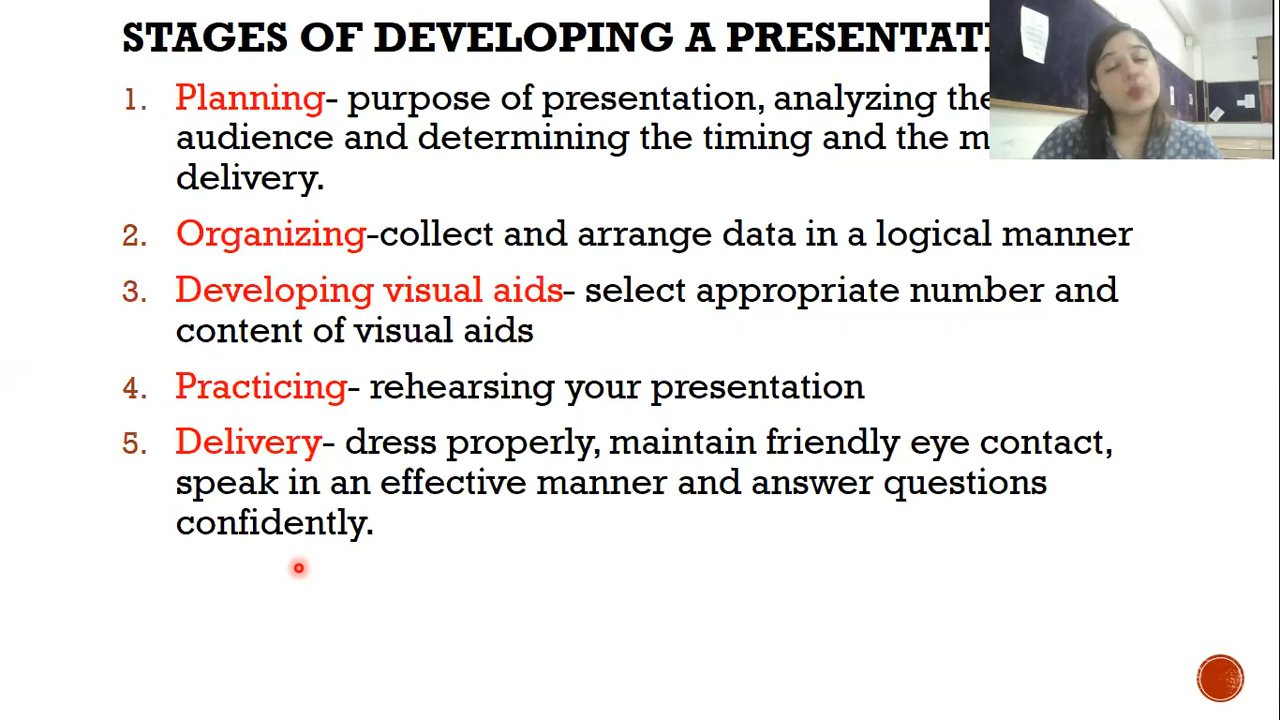 STAGES OF DEVELOPING A
1. Planning- purpose of presentation, analyzing the
audience and determining the timing and the
delivery.
2. Organizing-collect and arrange data in a logical manner
3. Developing visual aids- select appropriate number and
content of visual aids
4. Practicing- rehearsing your presentation
5. Delivery- dress properly, maintain friendly eye contact,
speak in an effective manner and answer questions
confidently.